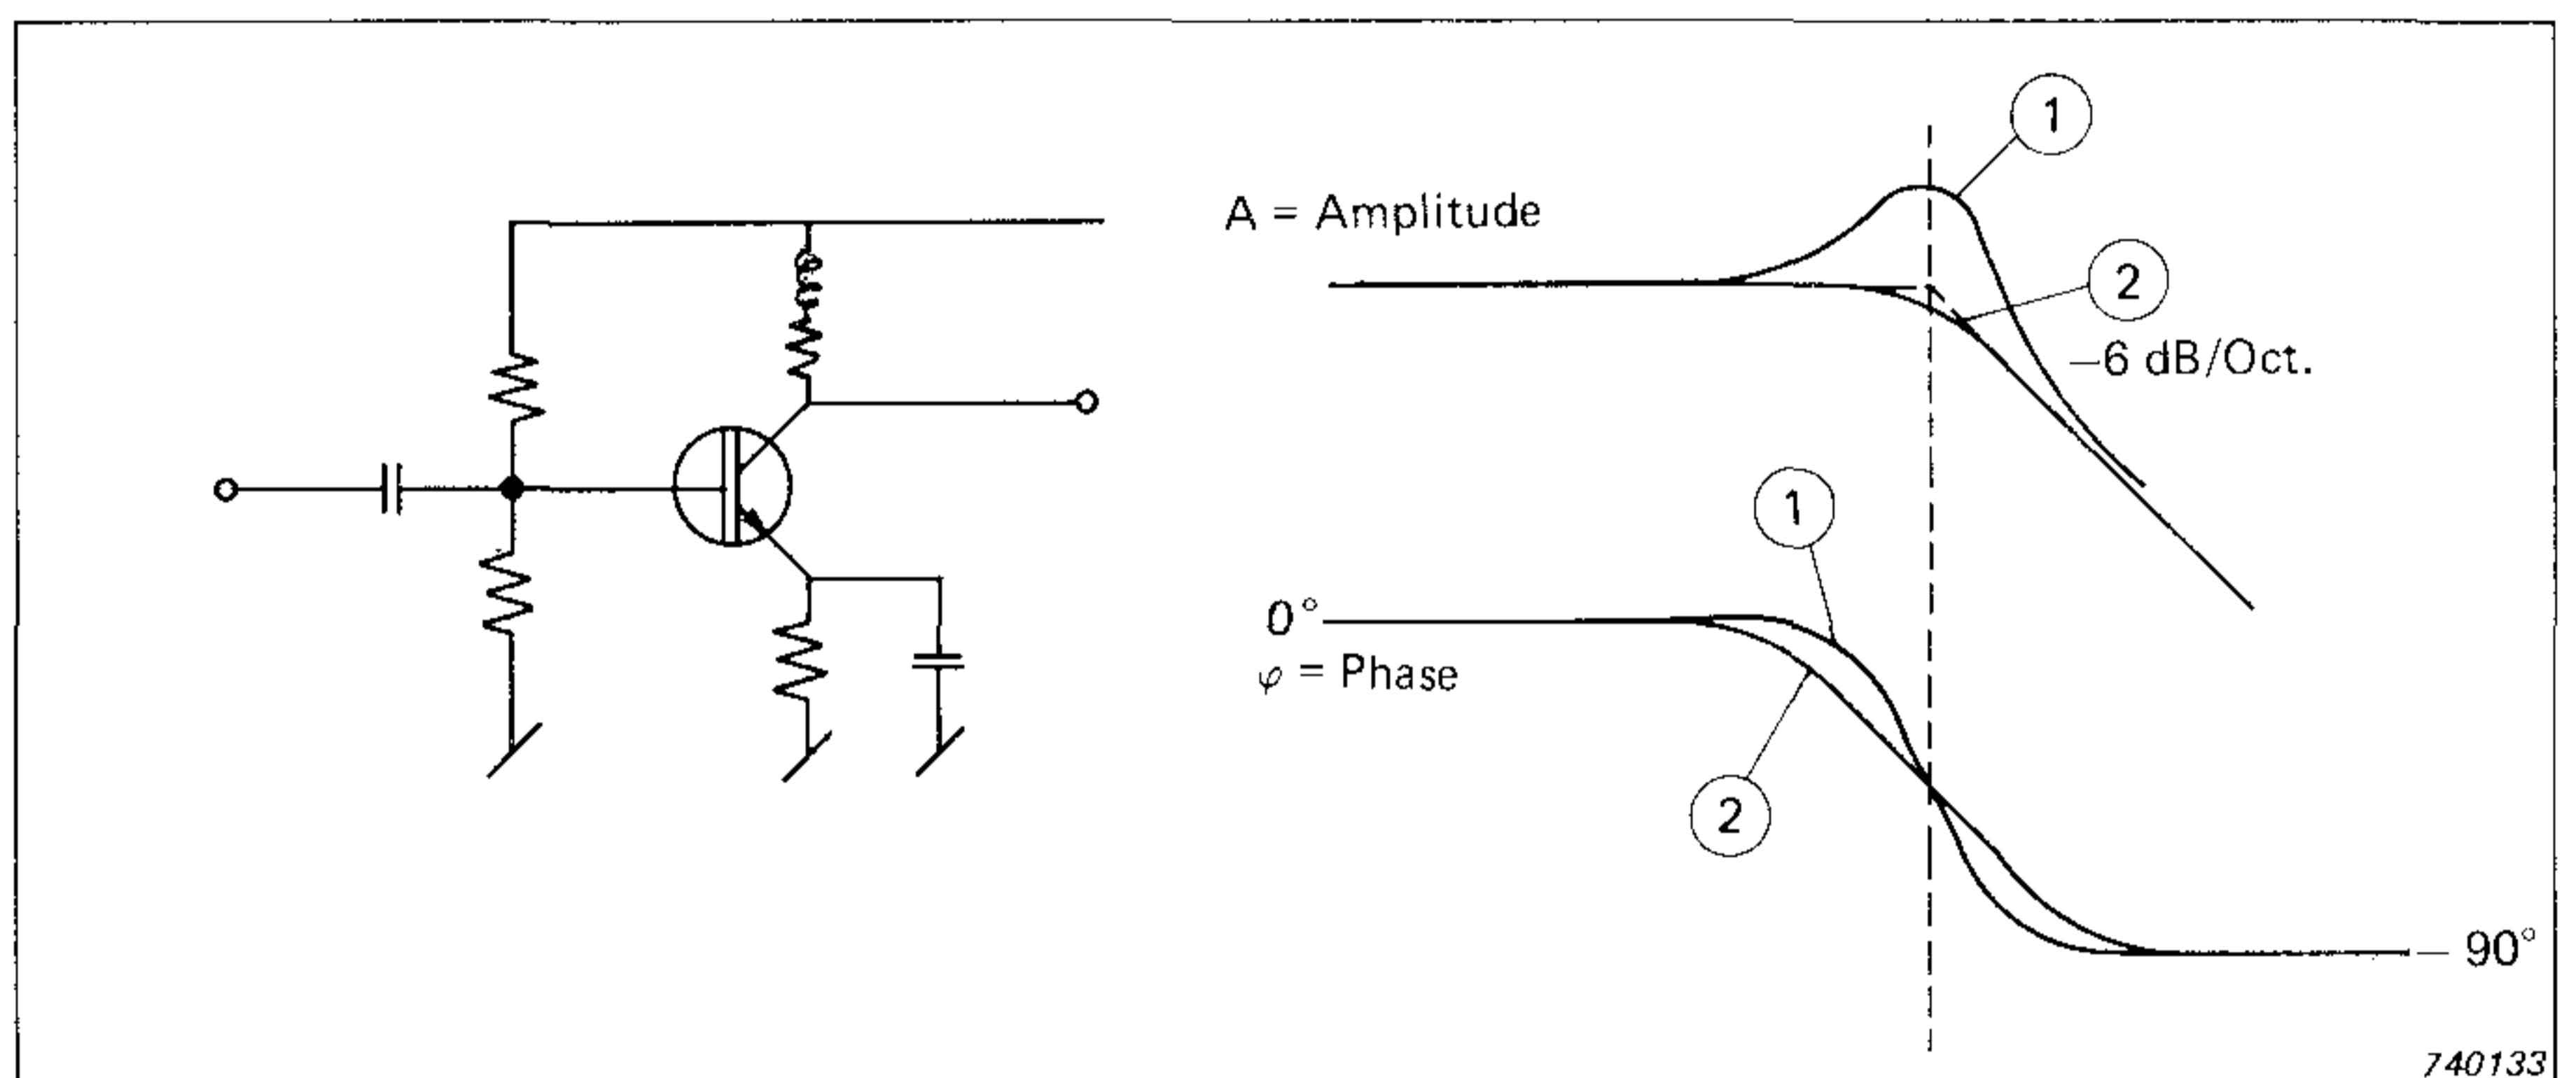 1
A = Amplitude
2
−6 dB/Oct.
1
0°
φ = Phase
2
− 90°
740133